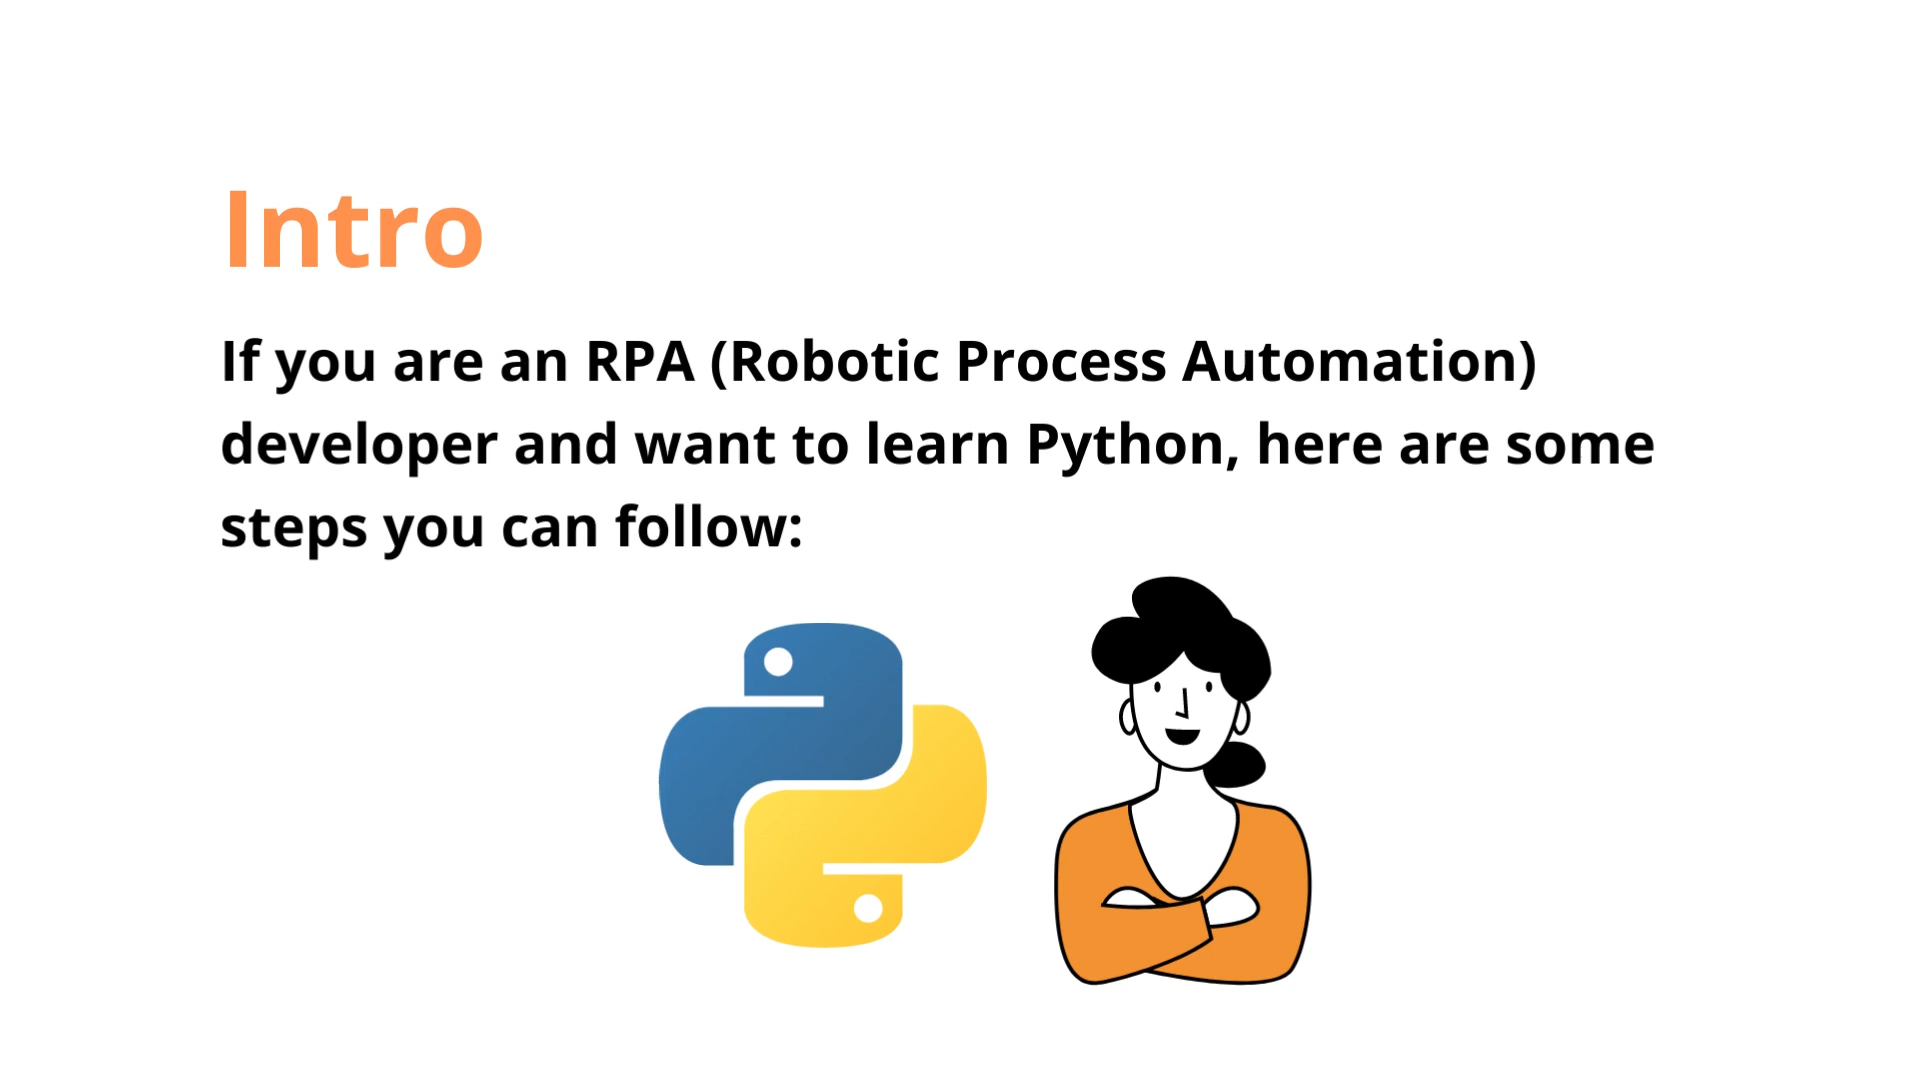 Intro
If you are an RPA (Robotic Process Automation)
developer and want to learn Python, here are some
steps you can follow: